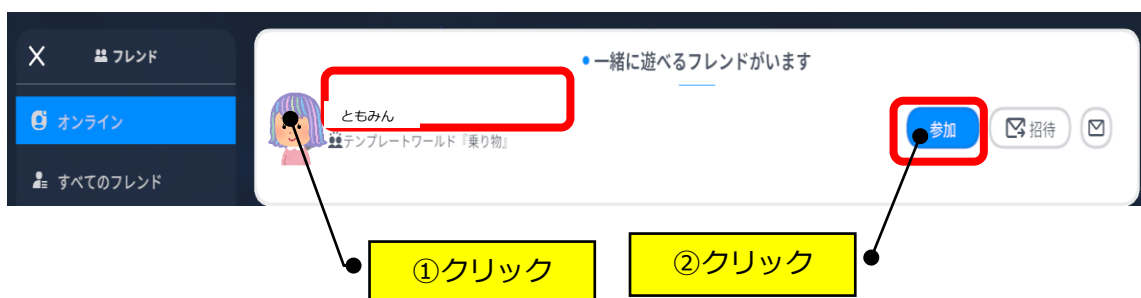 X フレンド
一緒に遊べるフレンドがいます
オンライン
ともみん
参加
招待
テンプレートワールド『乗り物』
すべてのフレンド
①クリック
②クリック